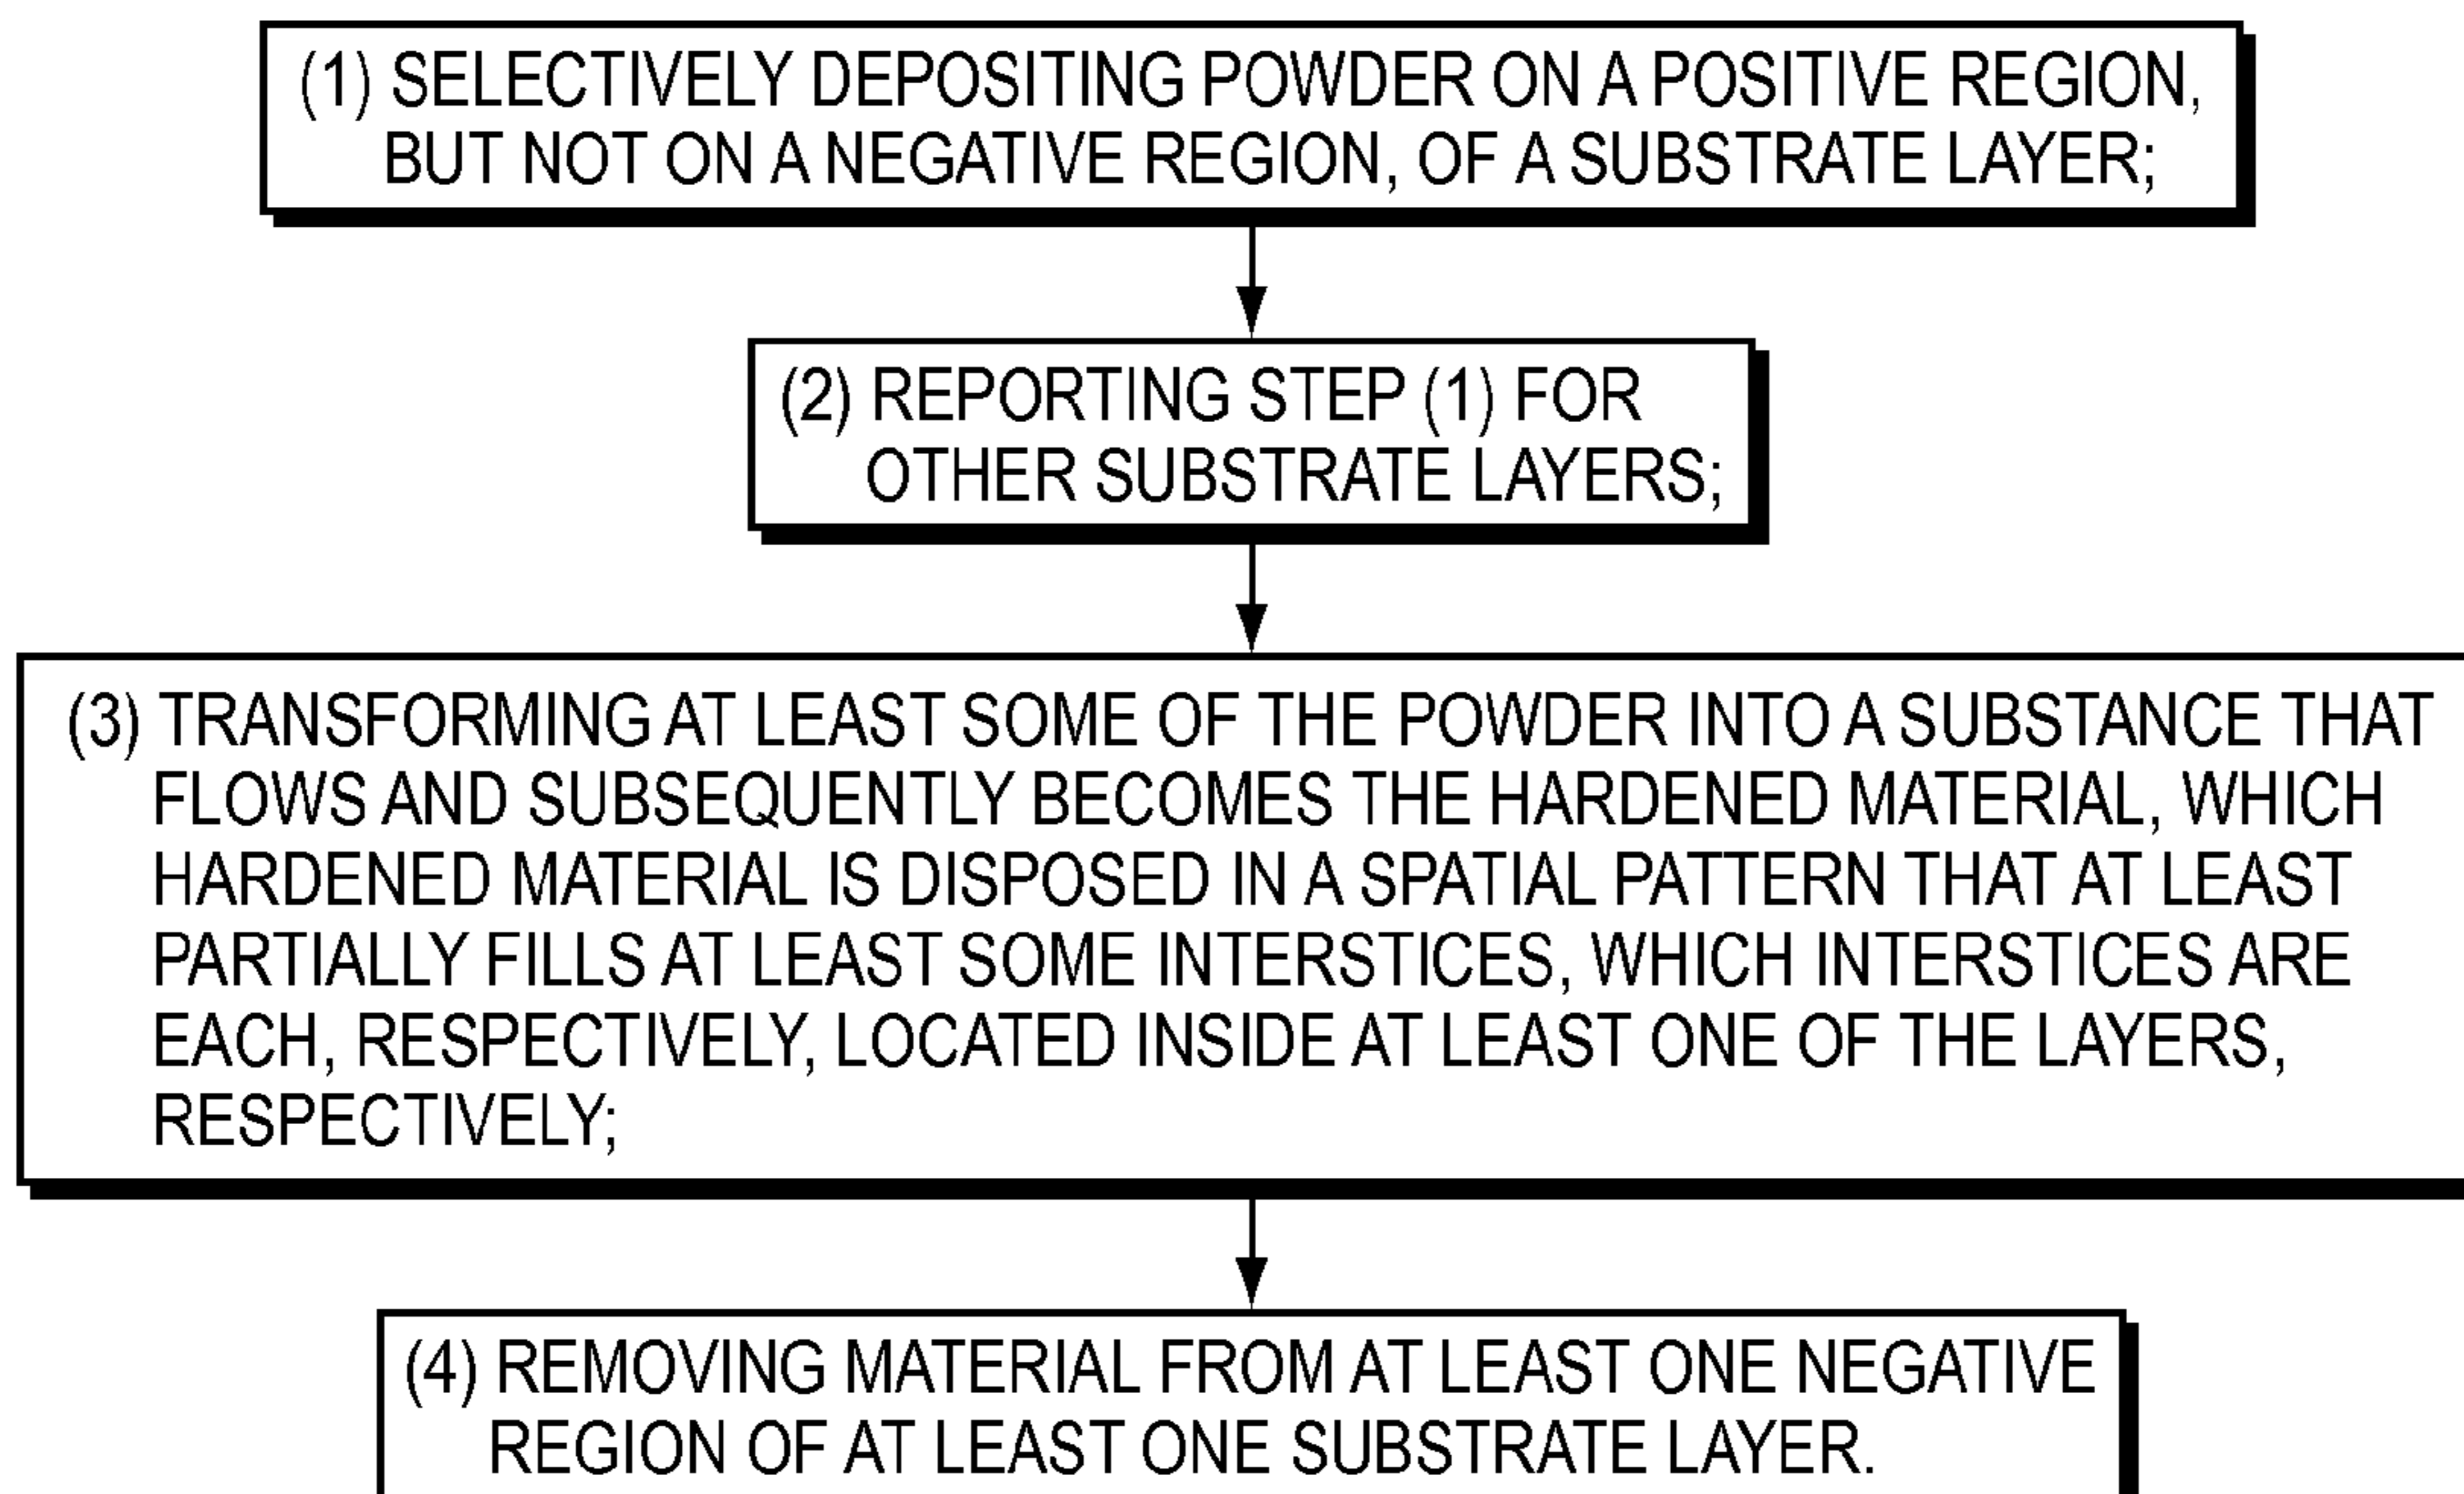 (1) SELECTIVELY DEPOSITING POWDER ON A POSITIVE REGION,
BUT NOT ON A NEGATIVE REGION, OF A SUBSTRATE LAYER;
(2) REPORTING STEP (1) FOR
OTHER SUBSTRATE LAYERS;
(3) TRANSFORMING AT LEAST SOME OF THE POWDER INTO A SUBSTANCE THAT
FLOWS AND SUBSEQUENTLY BECOMES THE HARDENED MATERIAL, WHICH
HARDENED MATERIAL IS DISPOSED IN A SPATIAL PATTERN THAT AT LEAST
PARTIALLY FILLS AT LEAST SOME INTERSTICES, WHICH INTERSTICES ARE
EACH, RESPECTIVELY, LOCATED INSIDE AT LEAST ONE OF THE LAYERS,
RESPECTIVELY;
(4) REMOVING MATERIAL FROM AT LEAST ONE NEGATIVE
REGION OF AT LEAST ONE SUBSTRATE LAYER.